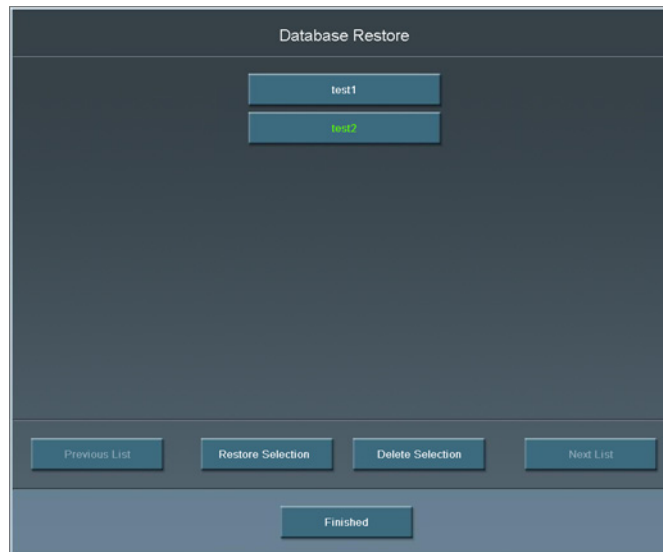 Database Restore
test1
test2
Previous List Restore Selection Delete Selection Next List
Finished